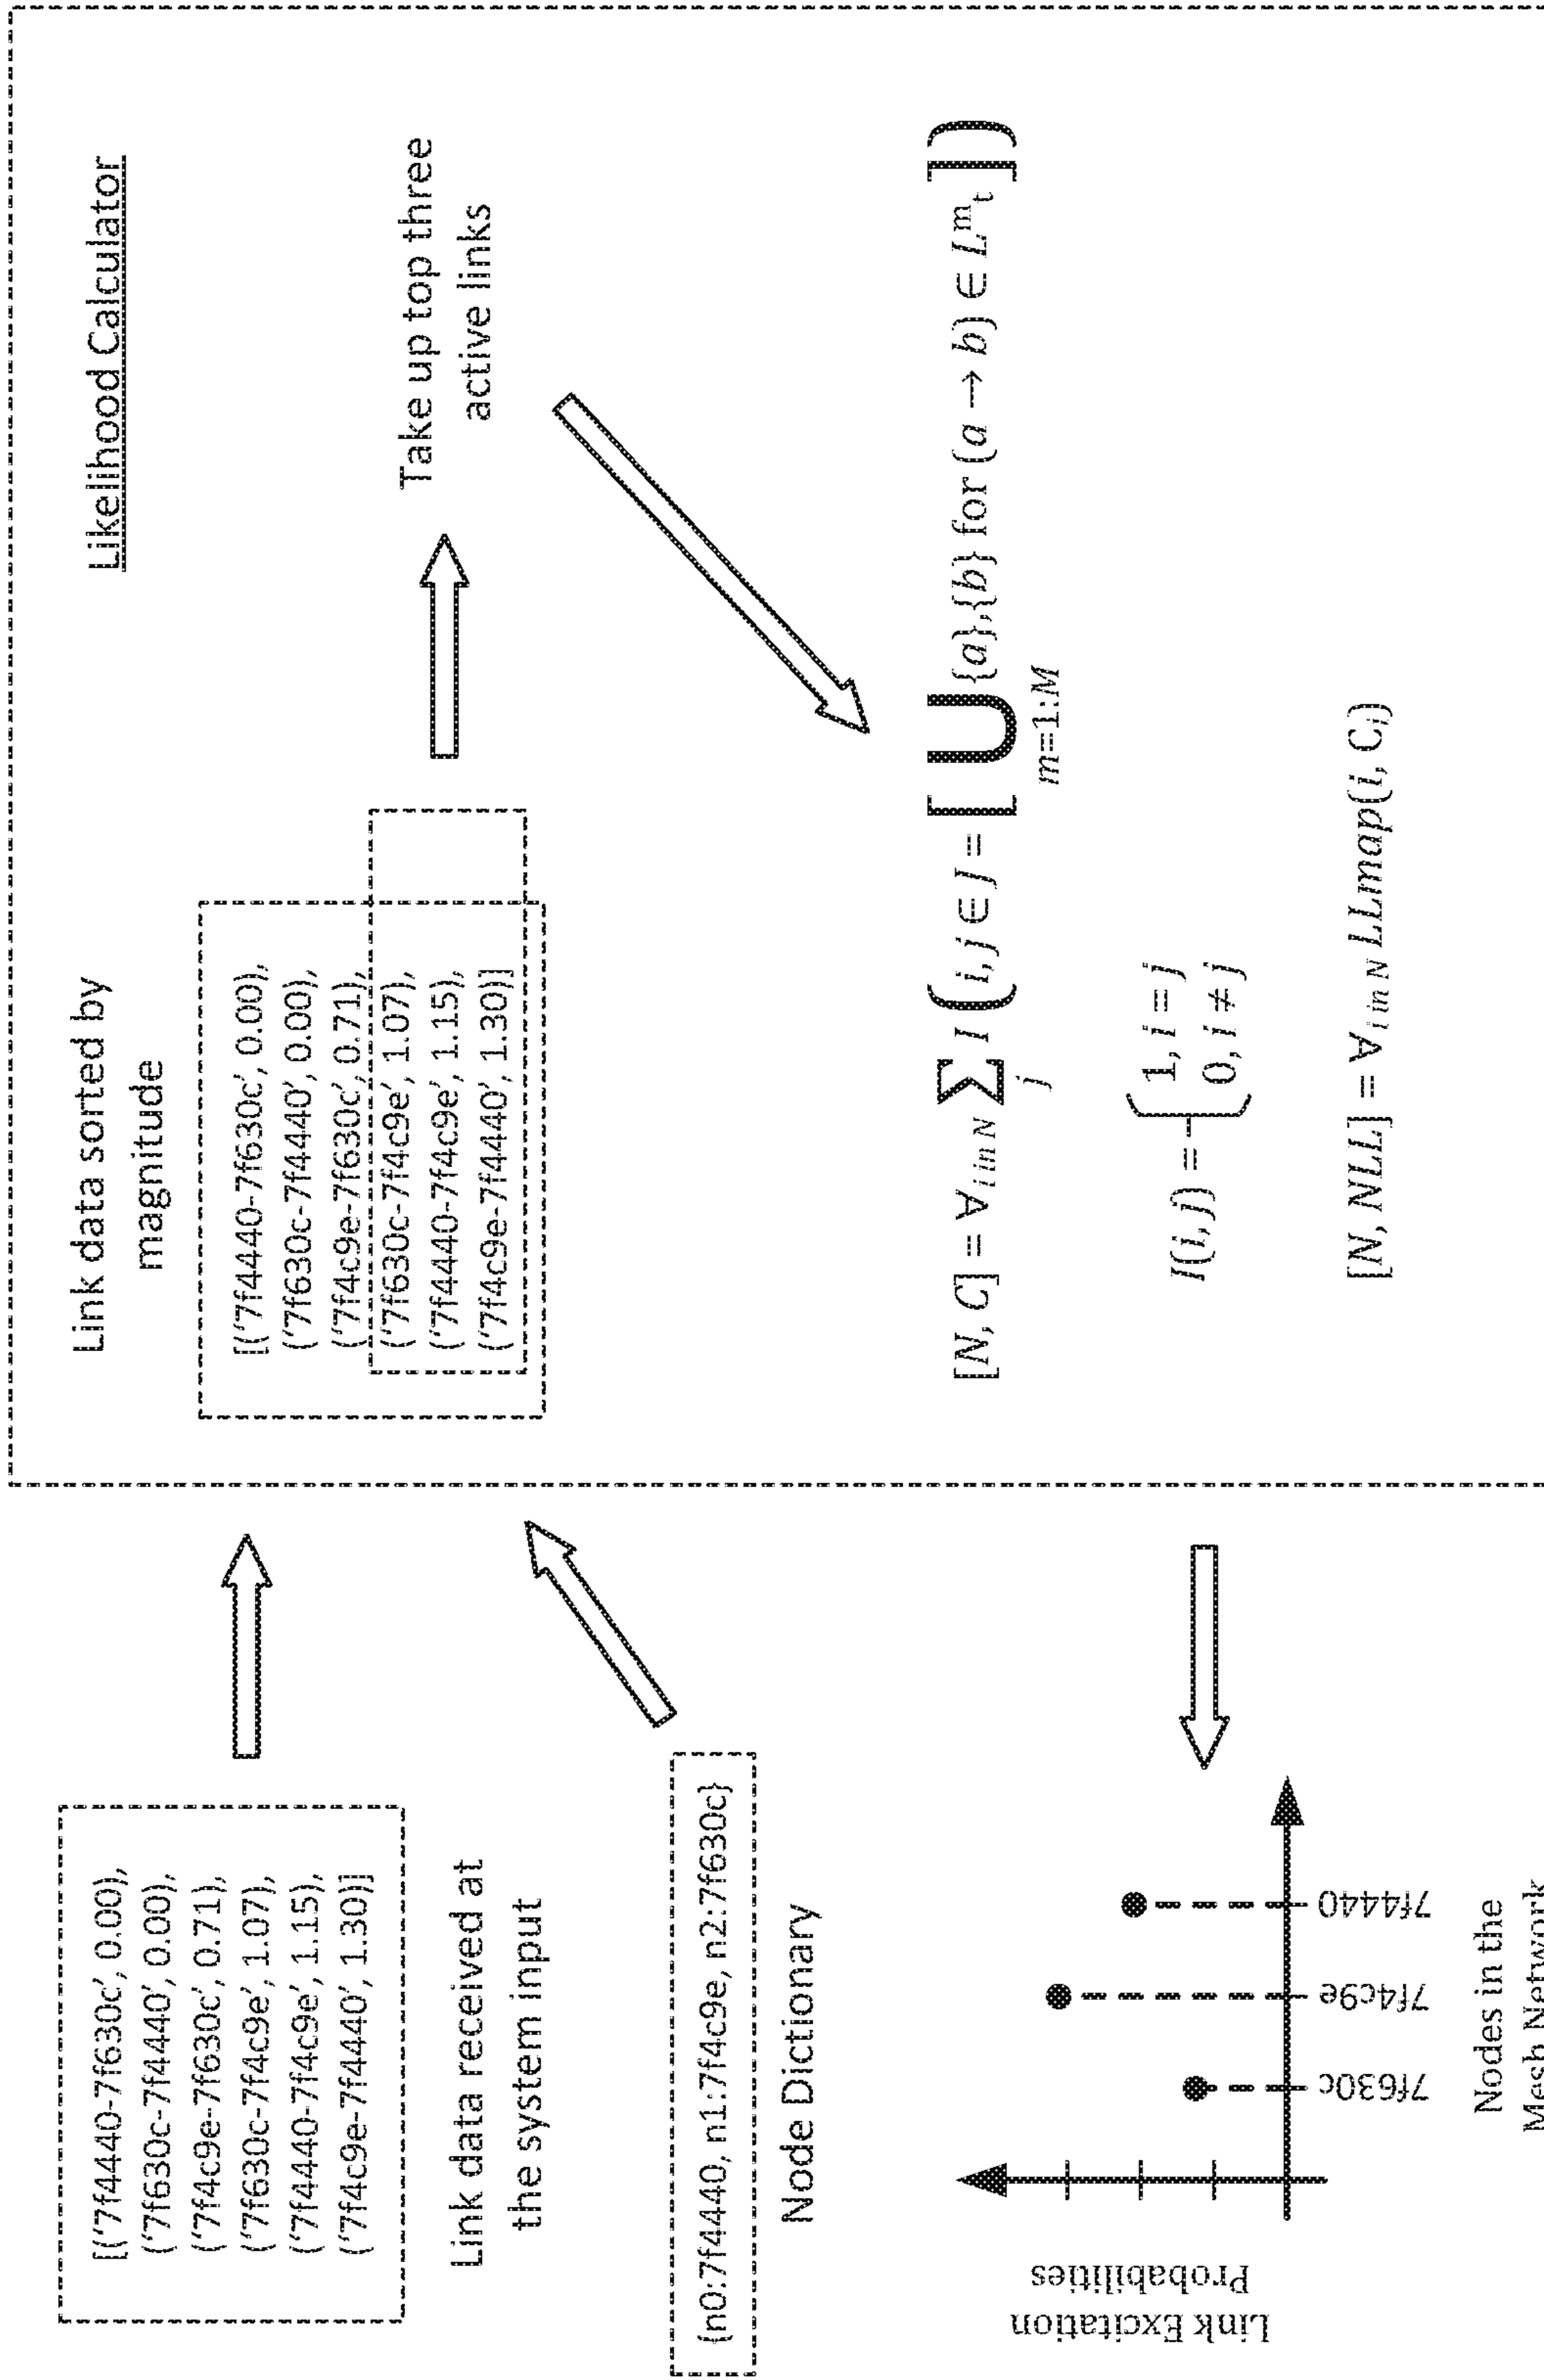 [('7f4440-7f630c', 0.00),
('7f630c-7f4440', 0.00),
('7f4c9e-7f630c', 0.71),
('7f630c-7f4c9e', 1.07),
('7f4440-7f4c9e', 1.15),
('7f4c9e-7f4440', 1.30)]
Link data received at
the system input
{n0:7f4440, n1:7f4c9e, n2:7f630c}
Node Dictionary
Link Excitation
Probabilities
7f630c
7f4c9e
7f4440
Nodes in the
Mesh Network
Likelihood Calculator
Link data sorted by
magnitude
[('7f4440-7f630c', 0.00),
('7f630c-7f4440', 0.00),
('7f4c9e-7f630c', 0.71),
('7f630c-7f4c9e', 1.07),
('7f4440-7f4c9e', 1.15),
('7f4c9e-7f4440', 1.30)]
Take up top three
active links
[N, C] = ∀i in N ∑j I (i, j ∈ J = [ ⋃m=1:M {a},{b} for (a → b) ∈ Lᵐt ])
I(i, j) = { 1, i = j
0, i ≠ j
[N, NLL] = ∀i in N LLmap(i, Ci)